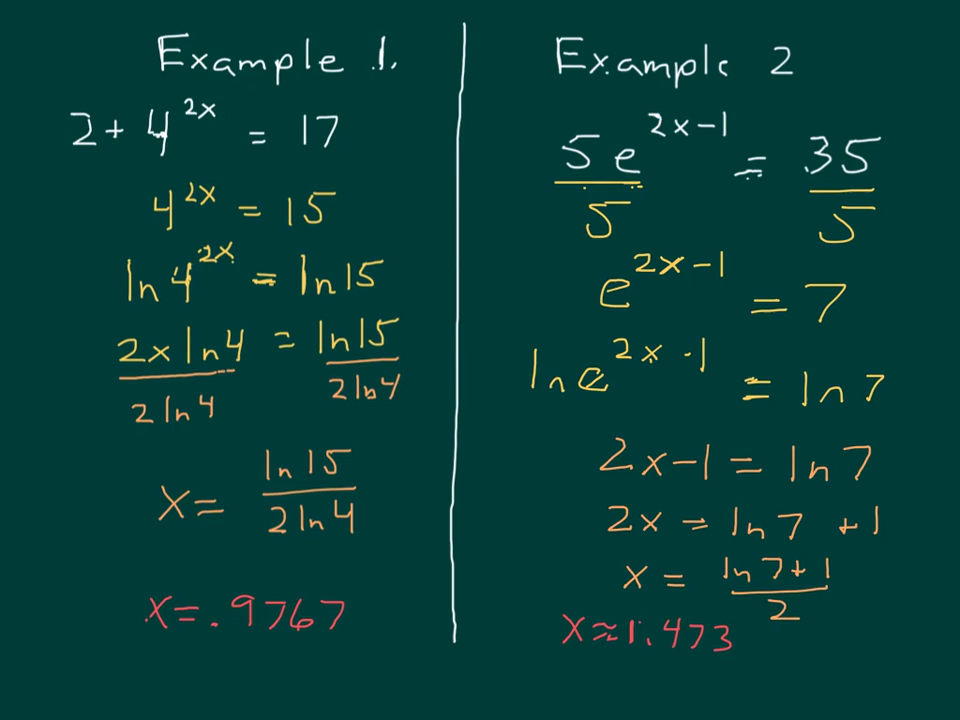 Example 1.
2 + 4^(2x) = 17
4^(2x) = 15
ln 4^(2x) = ln 15
2x ln 4 = ln 15
2 ln 4 2 ln 4
x = ln 15 / 2 ln 4
x = .9767
Example 2
5e^(2x-1) = 35
5 5
e^(2x-1) = 7
ln e^(2x-1) = ln 7
2x-1 = ln 7
2x = ln 7 + 1
x = ln 7 + 1 / 2
x ≈ 1.473